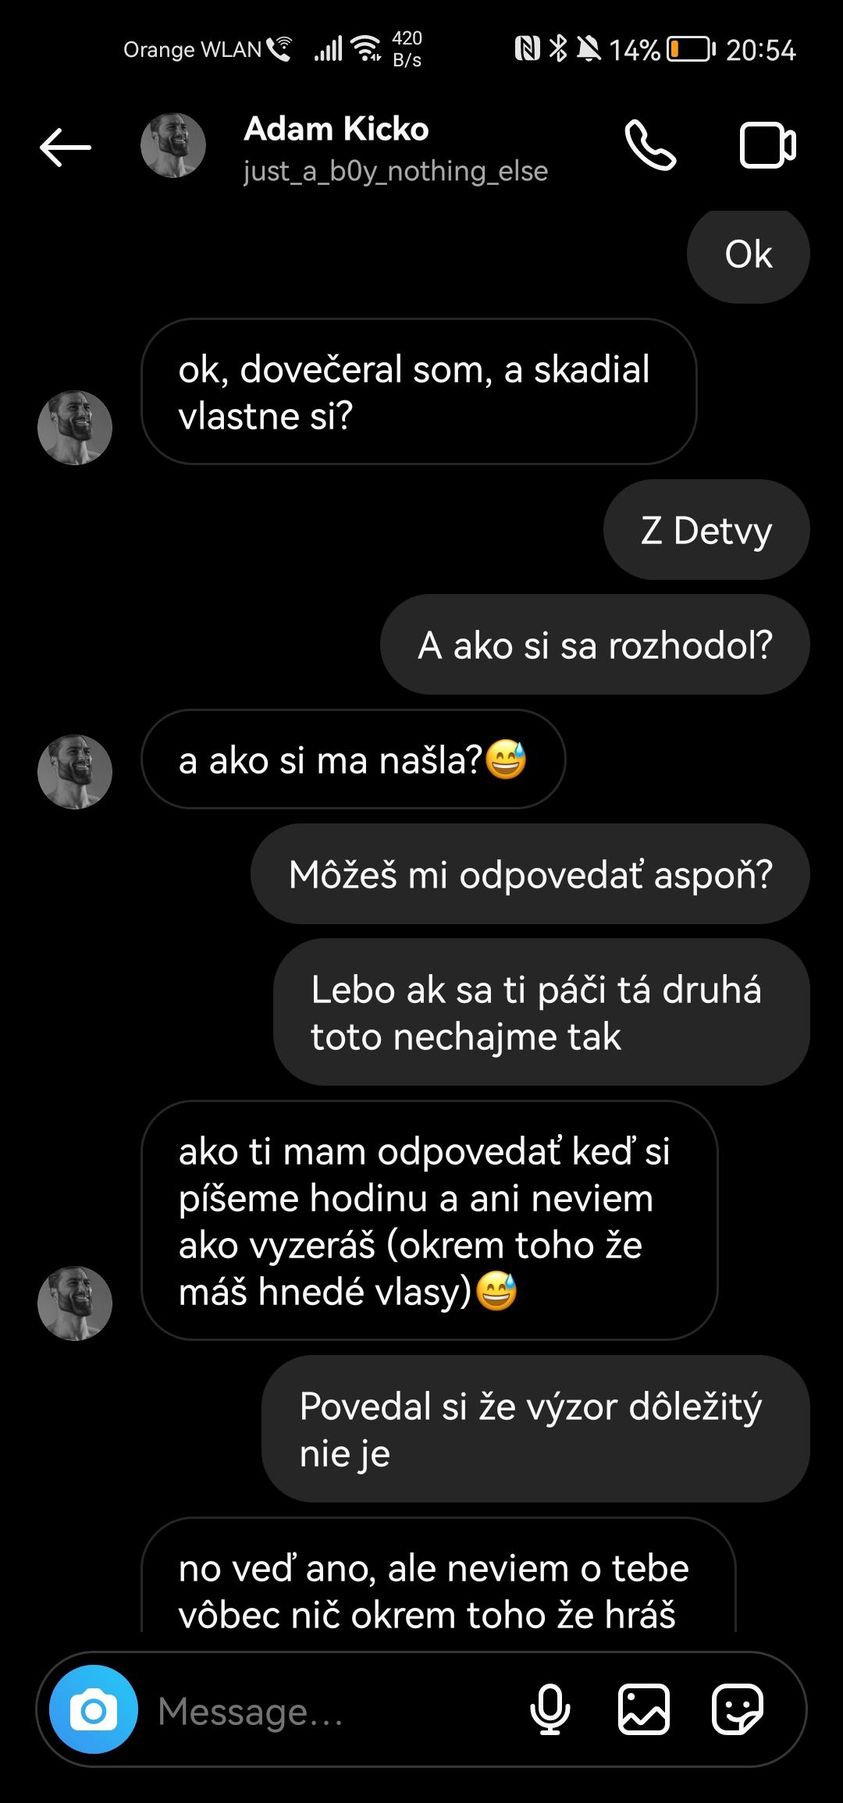 Orange WLAN 420 B/s 14% 20:54
Adam Kicko
just_a_b0y_nothing_else
Ok
ok, dovečeral som, a skadial
vlastne si?
Z Detvy
A ako si sa rozhodol?
a ako si ma našla?😅
Môžeš mi odpovedať aspoň?
Lebo ak sa ti páči tá druhá
toto nechajme tak
ako ti mam odpovedať keď si
píšeme hodinu a ani neviem
ako vyzeráš (okrem toho že
máš hnedé vlasy)😅
Povedal si že výzor dôležitý
nie je
no veď ano, ale neviem o tebe
vôbec nič okrem toho že hráš
Message...